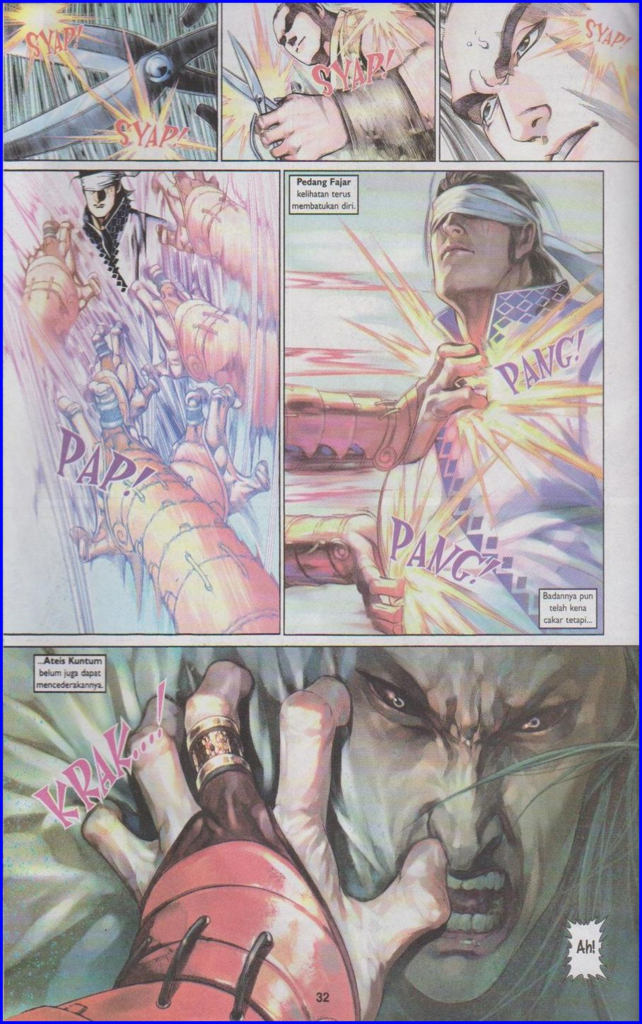 SYAP!
SYAP!
SYAP!
SYAP!
PAP!
Pedang Fajar
kelihatan terus
membatukan diri.
PANG!
PANG!
Badannya pun
telah kena
cakar tetapi...
...Ateis Kuntum
belum juga dapat
mencederakannya.
KRAK...!
Ah!
32